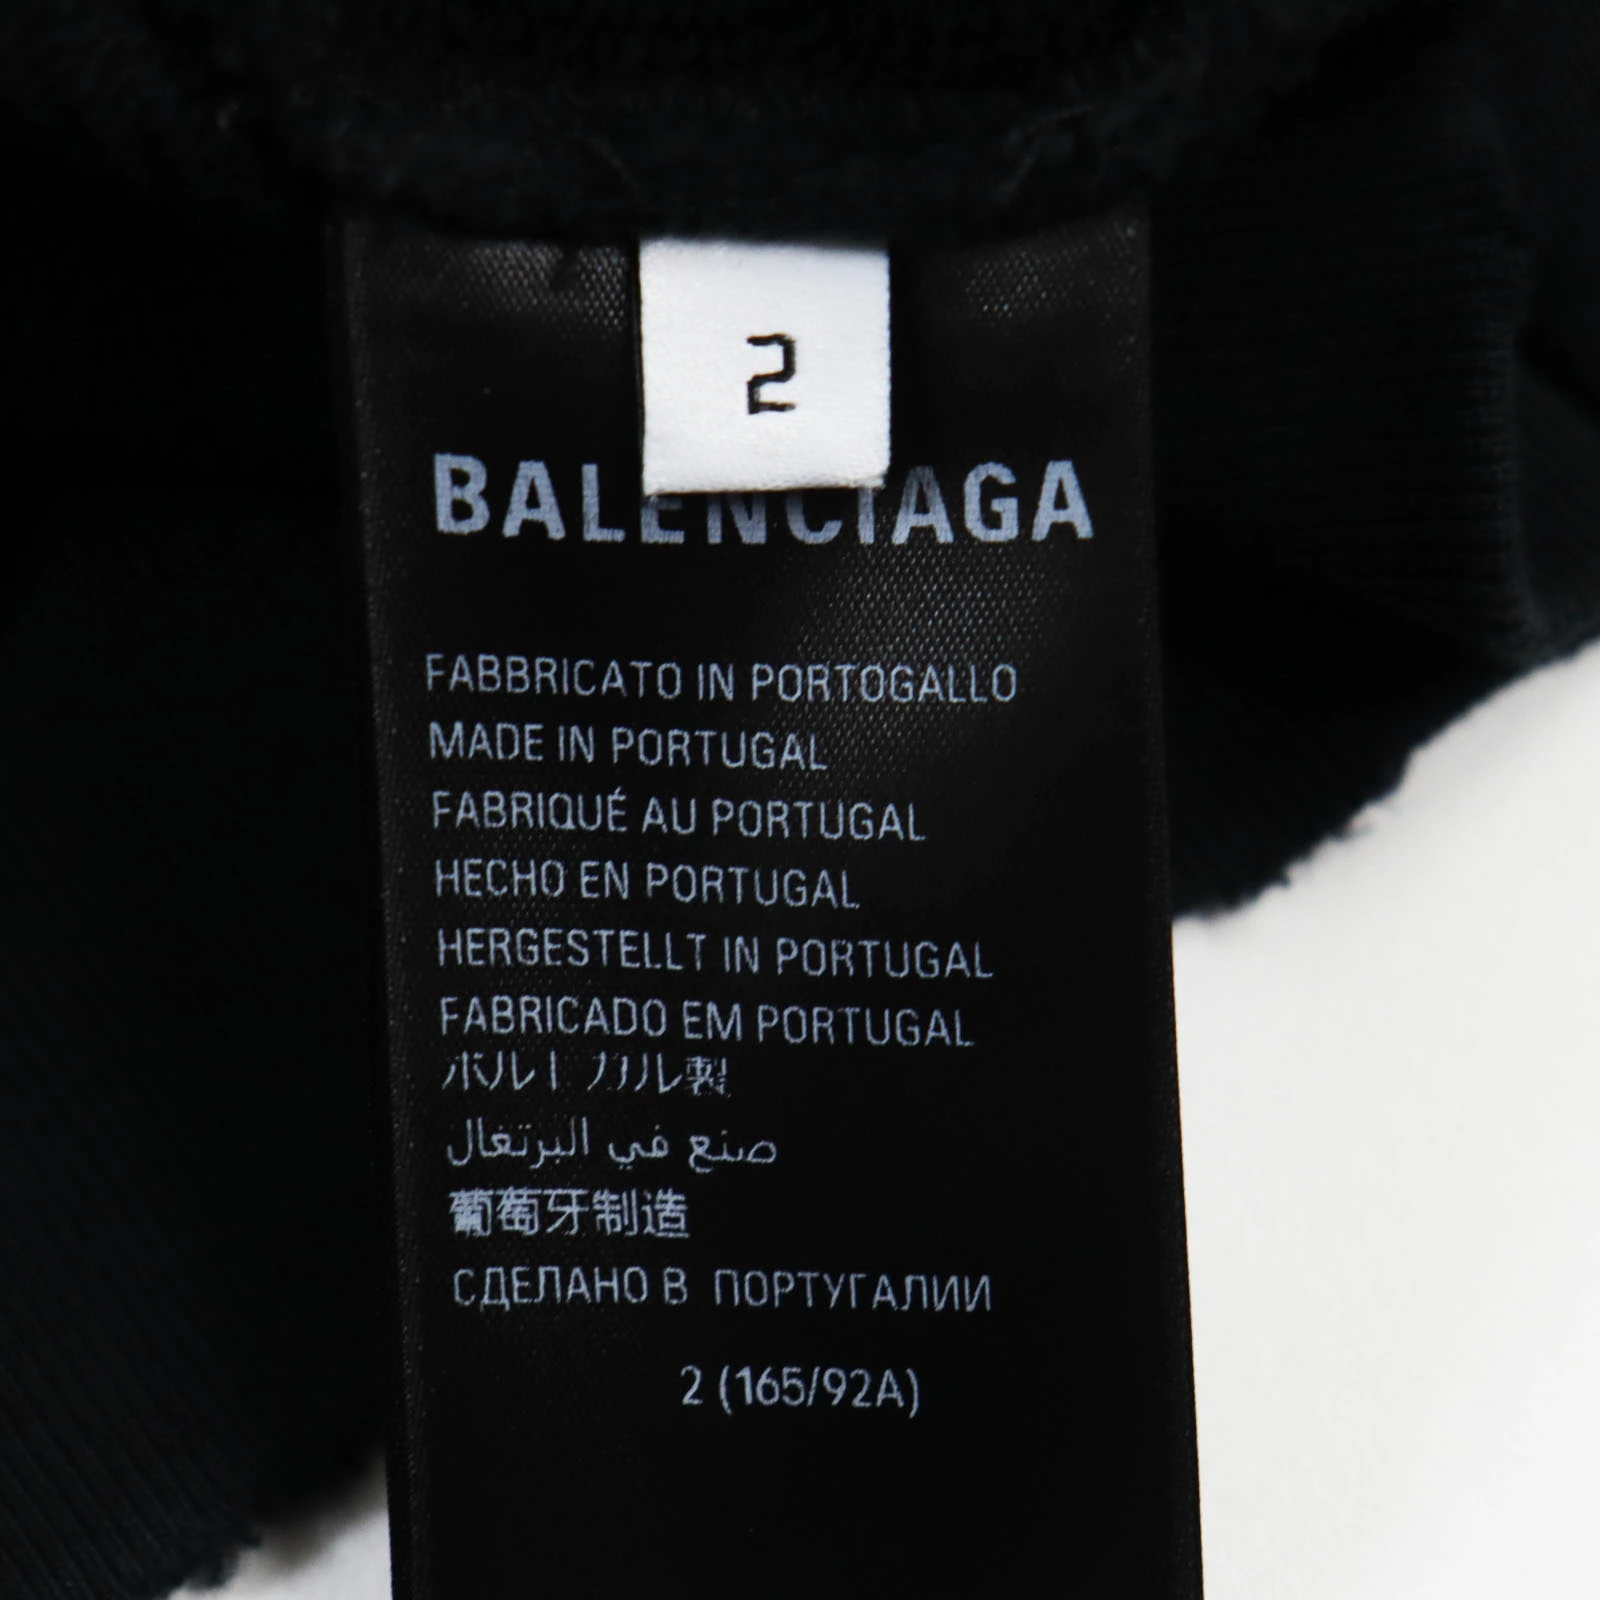 2
BALENCIAGA
FABBRICATO IN PORTOGALLO
MADE IN PORTUGAL
FABRIQUÉ AU PORTUGAL
HECHO EN PORTUGAL
HERGESTELLT IN PORTUGAL
FABRICADO EM PORTUGAL
ポルトガル製
صنع في البرتغال
葡萄牙制造
СДЕЛАНО В ПОРТУГАЛИИ
2 (165/92A)